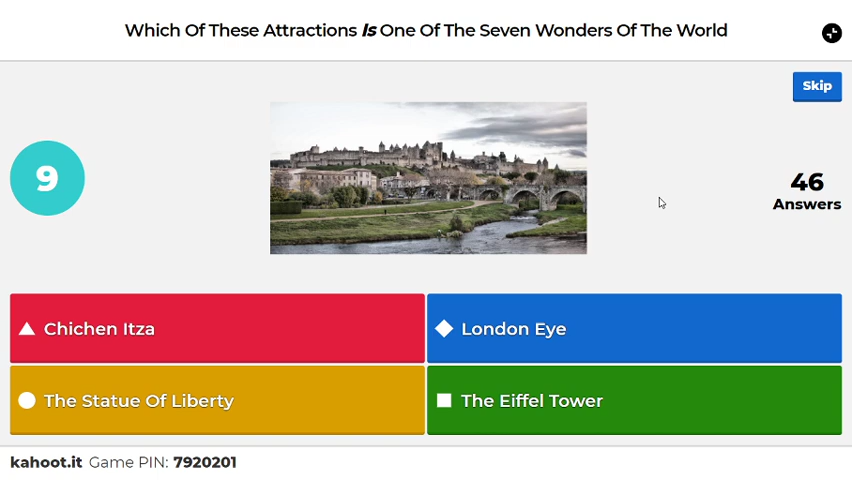 Which Of These Attractions Is One Of The Seven Wonders Of The World
Skip
9
46
Answers
Chichen Itza
London Eye
The Statue Of Liberty
The Eiffel Tower
kahoot.it Game PIN: 7920201